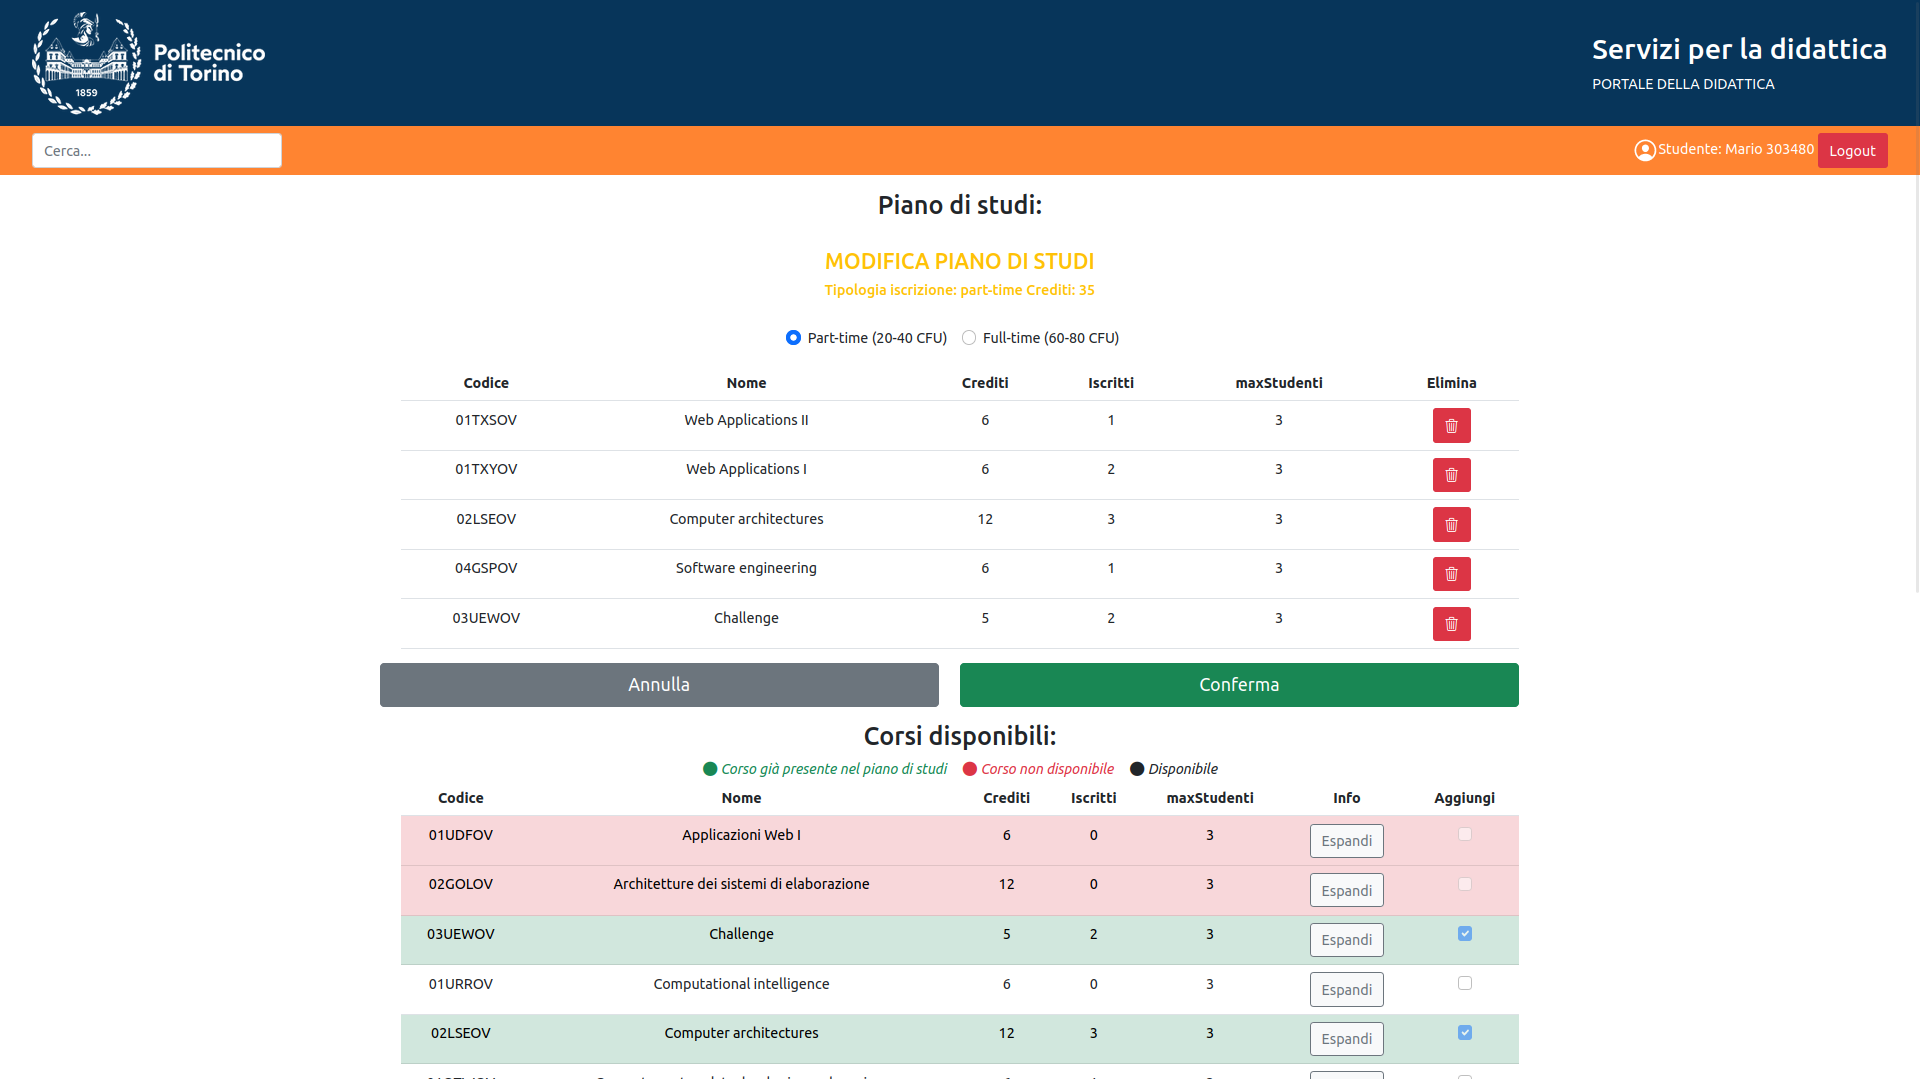 Politecnico
di Torino
1859
Servizi per la didattica
PORTALE DELLA DIDATTICA
Cerca...
Studente: Mario 303480 Logout
Piano di studi:
MODIFICA PIANO DI STUDI
Tipologia iscrizione: part-time Crediti: 35
Part-time (20-40 CFU) Full-time (60-80 CFU)
Codice Nome Crediti Iscritti maxStudenti Elimina
01TXSOV Web Applications II 6 1 3
01TXYOV Web Applications I 6 2 3
02LSEOV Computer architectures 12 3 3
04GSPOV Software engineering 6 1 3
03UEWOV Challenge 5 2 3
Annulla Conferma
Corsi disponibili:
Corso già presente nel piano di studi Corso non disponibile Disponibile
Codice Nome Crediti Iscritti maxStudenti Info Aggiungi
01UDFOV Applicazioni Web I 6 0 3 Espandi
02GOLOV Architetture dei sistemi di elaborazione 12 0 3 Espandi
03UEWOV Challenge 5 2 3 Espandi
01URROV Computational intelligence 6 0 3 Espandi
02LSEOV Computer architectures 12 3 3 Espandi